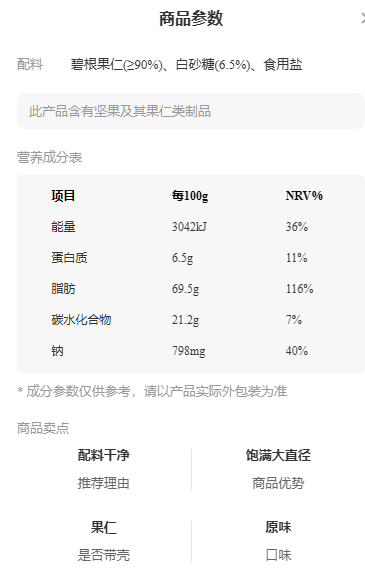 商品参数
配料 碧根果仁(≥90%)、白砂糖(6.5%)、食用盐
此产品含有坚果及其果仁类制品
营养成分表
项目 每100g NRV%
能量 3042kJ 36%
蛋白质 6.5g 11%
脂肪 69.5g 116%
碳水化合物 21.2g 7%
钠 798mg 40%
* 成分参数仅供参考，请以产品实际外包装为准
商品卖点
配料干净 饱满大直径
推荐理由 商品优势
果仁 原味
是否带壳 口味